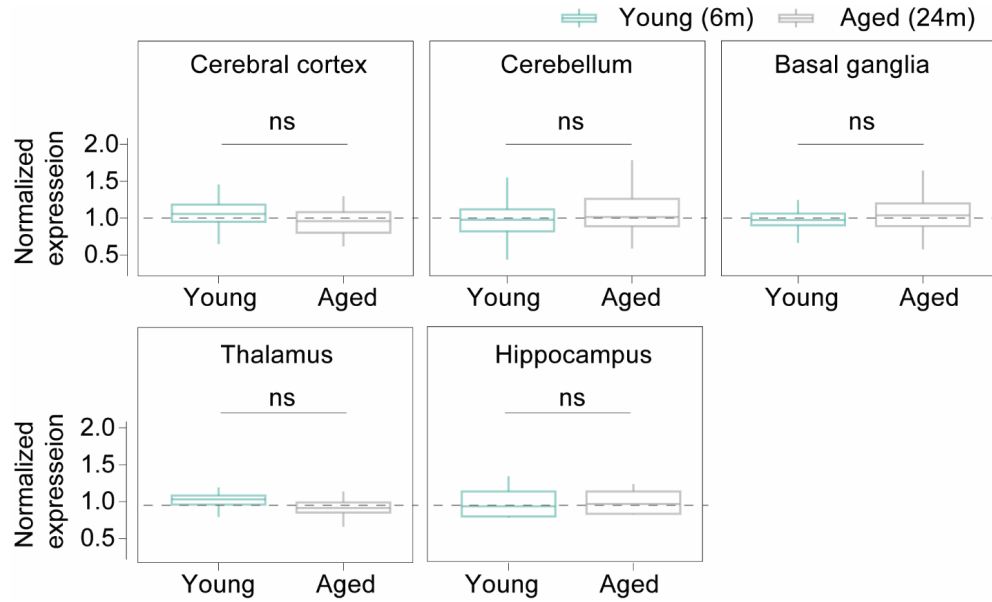 Young (6m) Aged (24m)
Cerebral cortex Cerebellum Basal ganglia
ns ns ns
Normalized
expresseion
2.0
1.5
1.0
0.5
Young Aged Young Aged Young Aged
Thalamus Hippocampus
ns ns
Normalized
expresseion
2.0
1.5
1.0
0.5
Young Aged Young Aged